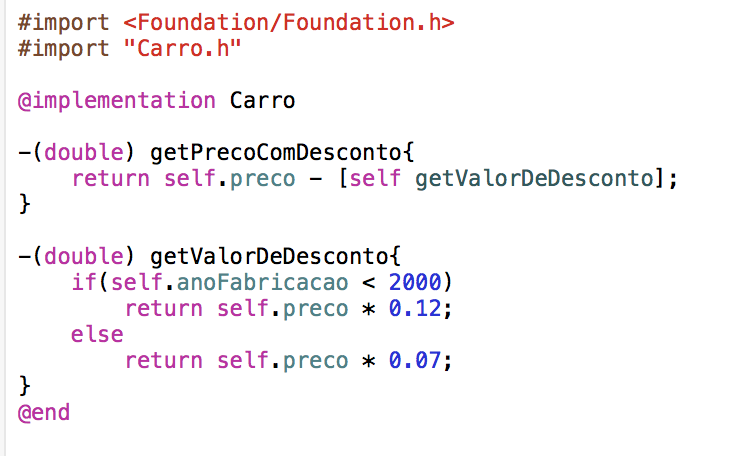 #import <Foundation/Foundation.h>
#import "Carro.h"
@implementation Carro
-(double) getPrecoComDesconto{
    return self.preco - [self getValorDeDesconto];
}
-(double) getValorDeDesconto{
    if(self.anoFabricacao < 2000)
        return self.preco * 0.12;
    else
        return self.preco * 0.07;
}
@end